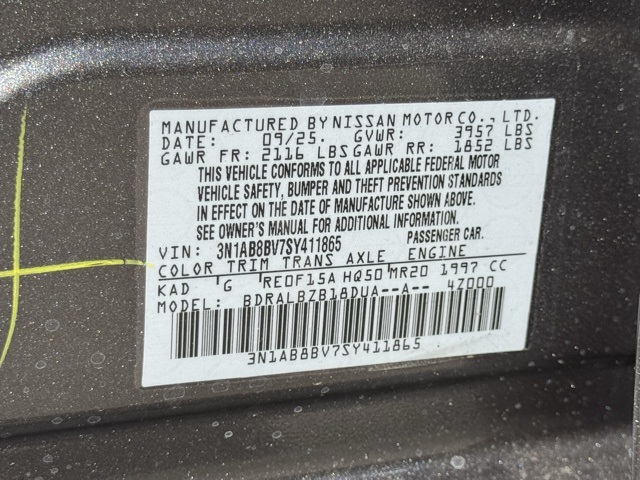 MANUFACTURED BY NISSAN MOTOR CO., LTD.
DATE: 09/25. GVWR: 3957 LBS
GAWR FR: 2116 LBS GAWR RR: 1852 LBS
THIS VEHICLE CONFORMS TO ALL APPLICABLE FEDERAL MOTOR
VEHICLE SAFETY, BUMPER AND THEFT PREVENTION STANDARDS
IN EFFECT ON THE DATE OF MANUFACTURE SHOWN ABOVE.
SEE OWNER'S MANUAL FOR ADDITIONAL INFORMATION.
VIN: 3N1AB8BV7SY411865 PASSENGER CAR.
COLOR TRIM TRANS AXLE ENGINE
KAD G RE0F15A HQ50 MR20 1997 CC
MODEL: BDRALBZB18DUA--A-- 4Z000
3N1AB8BV7SY411865